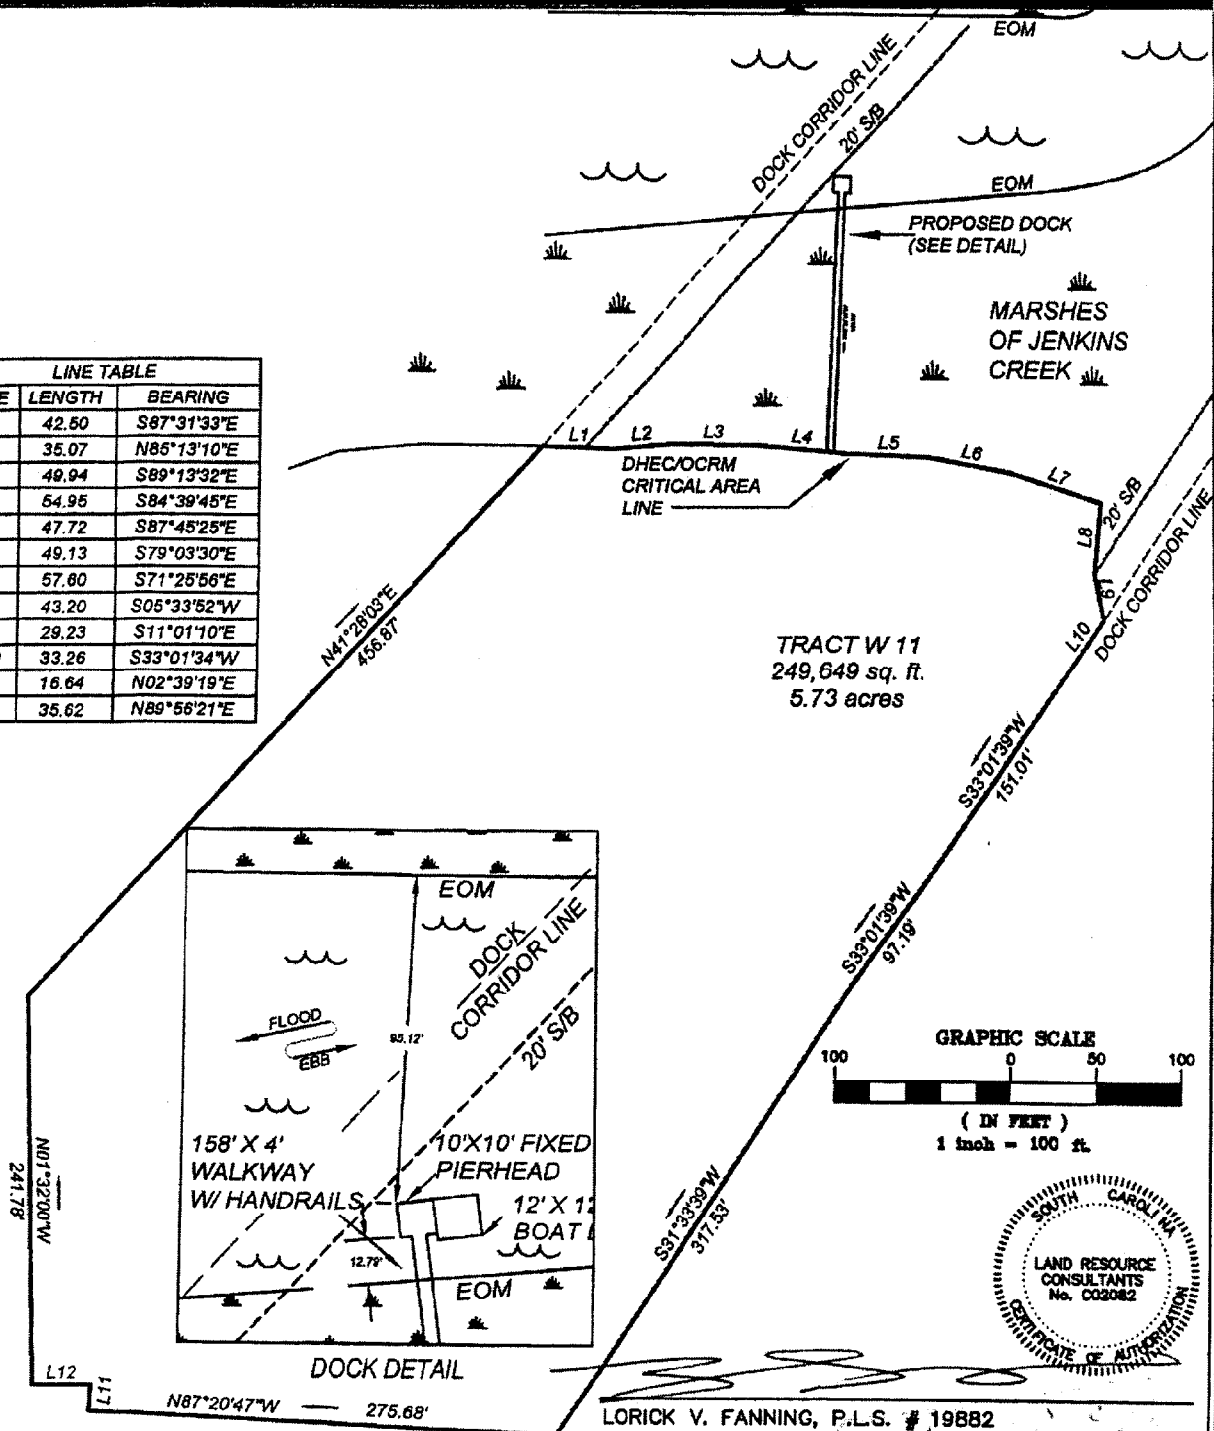 EOM
DOCK CORRIDOR LINE
20' S/B
EOM
PROPOSED DOCK
(SEE DETAIL)
MARSHES
OF JENKINS
CREEK
LINE TABLE
E LENGTH BEARING
42.50 S87°31'33"E
35.07 N85°13'10"E
49.94 S89°13'32"E
54.95 S84°39'45"E
47.72 S87°45'25"E
49.13 S79°03'30"E
57.60 S71°25'56"E
43.20 S05°33'52"W
29.23 S11°01'10"E
33.26 S33°01'34"W
16.64 N02°39'19"E
35.62 N89°56'21"E
L1 L2 L3 L4 L5 L6 L7
L8
L9
L10
DHEC/OCRM
CRITICAL AREA
LINE
20' S/B
DOCK CORRIDOR LINE
N41°28'03"E
456.87'
TRACT W 11
249,649 sq. ft.
5.73 acres
S33°01'39"W
151.01'
S33°01'39"W
97.19'
S31°33'39"W
317.53'
EOM
DOCK
CORRIDOR LINE
20' S/B
FLOOD
EBB
95.12'
158' X 4'
WALKWAY
W/ HANDRAILS
10'X10' FIXED
PIERHEAD
12' X 12
BOAT
12.79'
EOM
DOCK DETAIL
N01°32'00"W
241.78'
L12
L11
N87°20'47"W 275.68'
GRAPHIC SCALE
100 0 50 100
( IN FEET )
1 inch = 100 ft.
SOUTH CAROLINA
LAND RESOURCE
CONSULTANTS
No. C02082
CERTIFICATE OF AUTHORIZATION
LORICK V. FANNING, P.L.S. # 19882